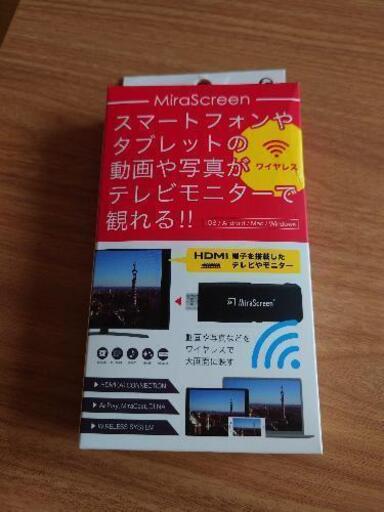 MiraScreen
スマートフォンや
タブレットの
動画や写真が
テレビモニターで
観れる!!
ワイヤレス
iOS / Android / Mac / Windows
HDMI 端子を搭載した
テレビやモニター
MiraScreen
動画や写真などを
ワイヤレスで
大画面に映す
HDMI CONNECTION
AirPlay, MiraCast, DLNA
WIRELESS SYSTEM